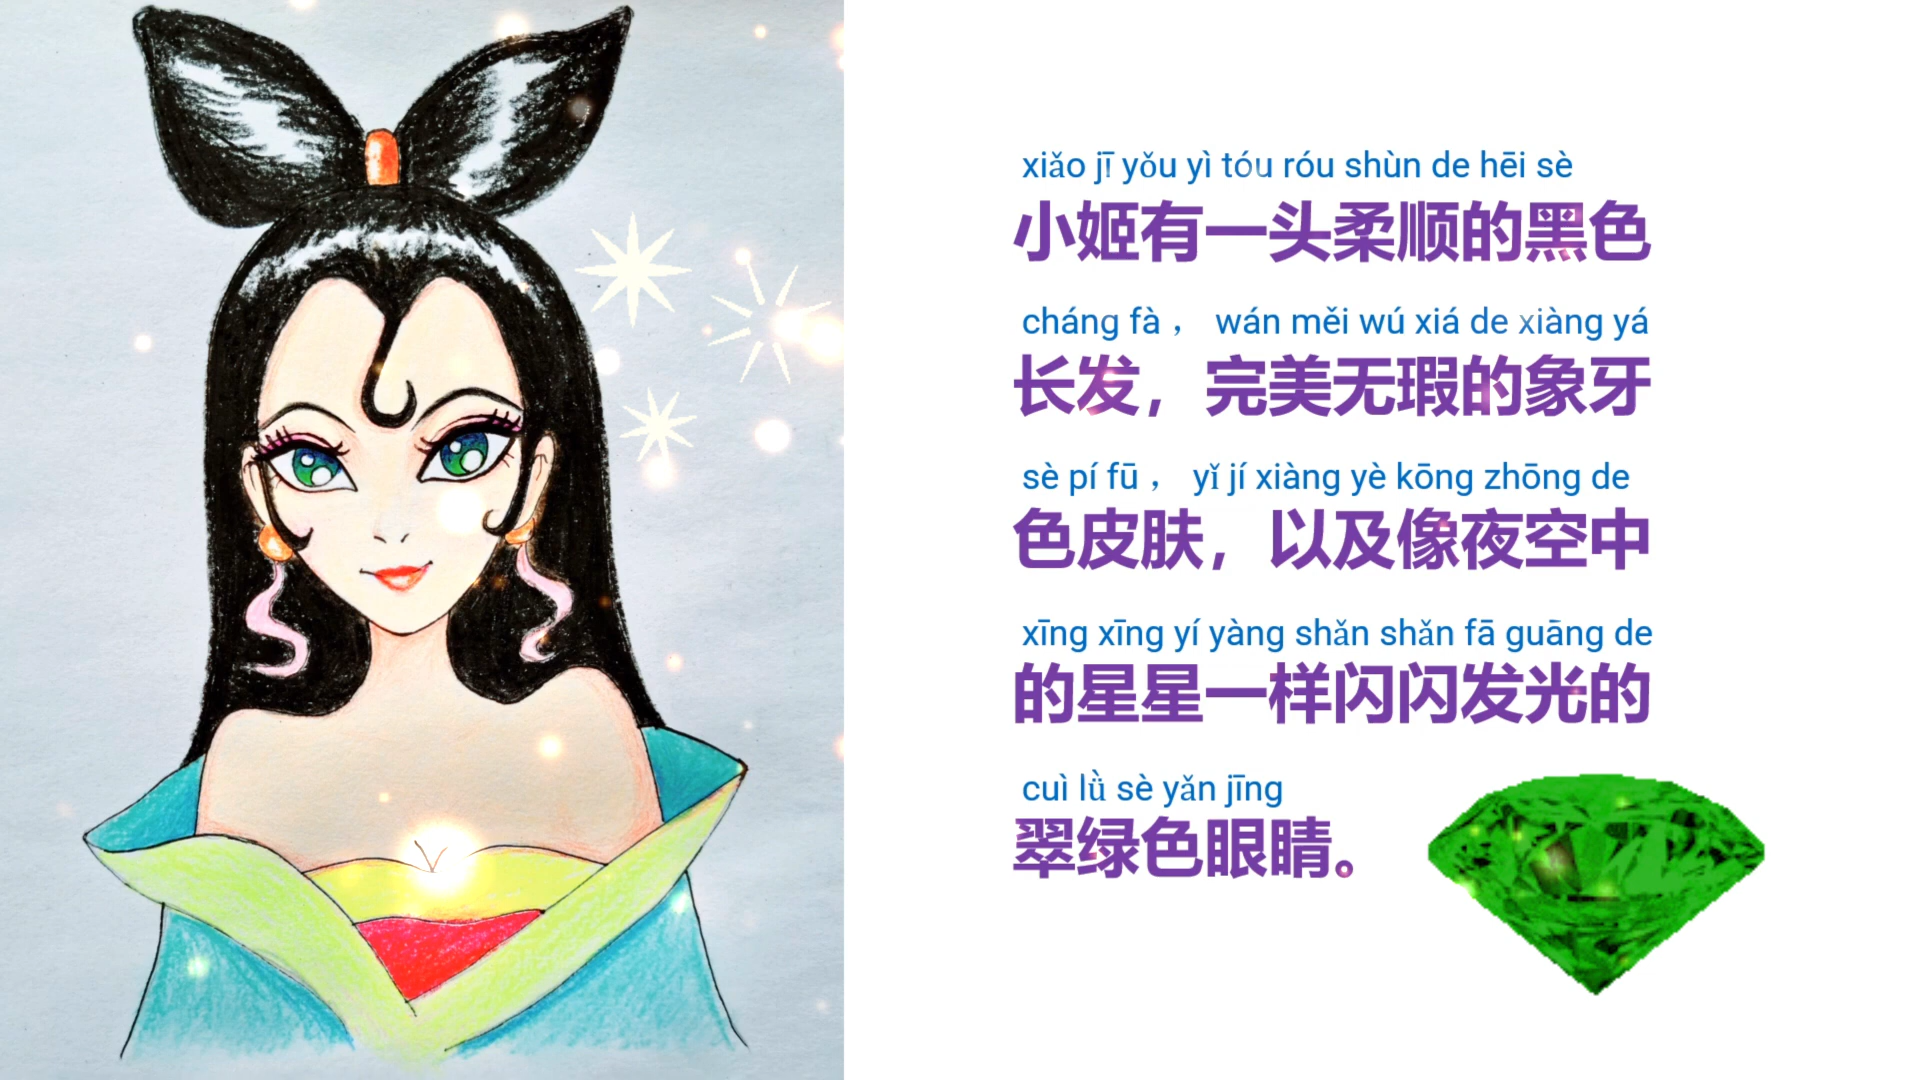 xiǎo jī yǒu yì tóu róu shùn de hēi sè
小姬有一头柔顺的黑色
cháng fà ， wán měi wú xiá de xiàng yá
长发，完美无瑕的象牙
sè pí fū ， yǐ jí xiàng yè kōng zhōng de
色皮肤，以及像夜空中
xīng xīng yí yàng shǎn shǎn fā guāng de
的星星一样闪闪发光的
cuì lǜ sè yǎn jīng
翠绿色眼睛。